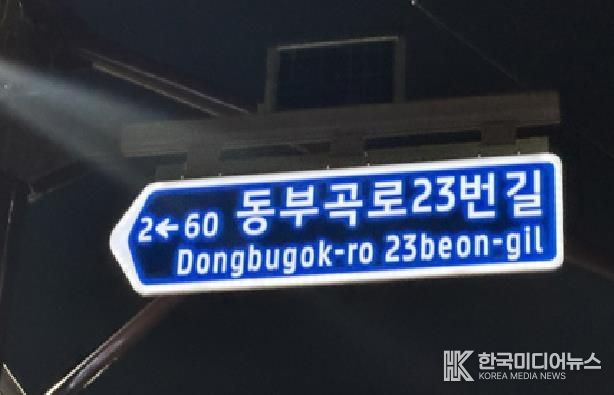 2←60 동부곡로23번길
Dongbugok-ro 23beon-gil
HK 한국미디어뉴스
KOREA MEDIA NEWS